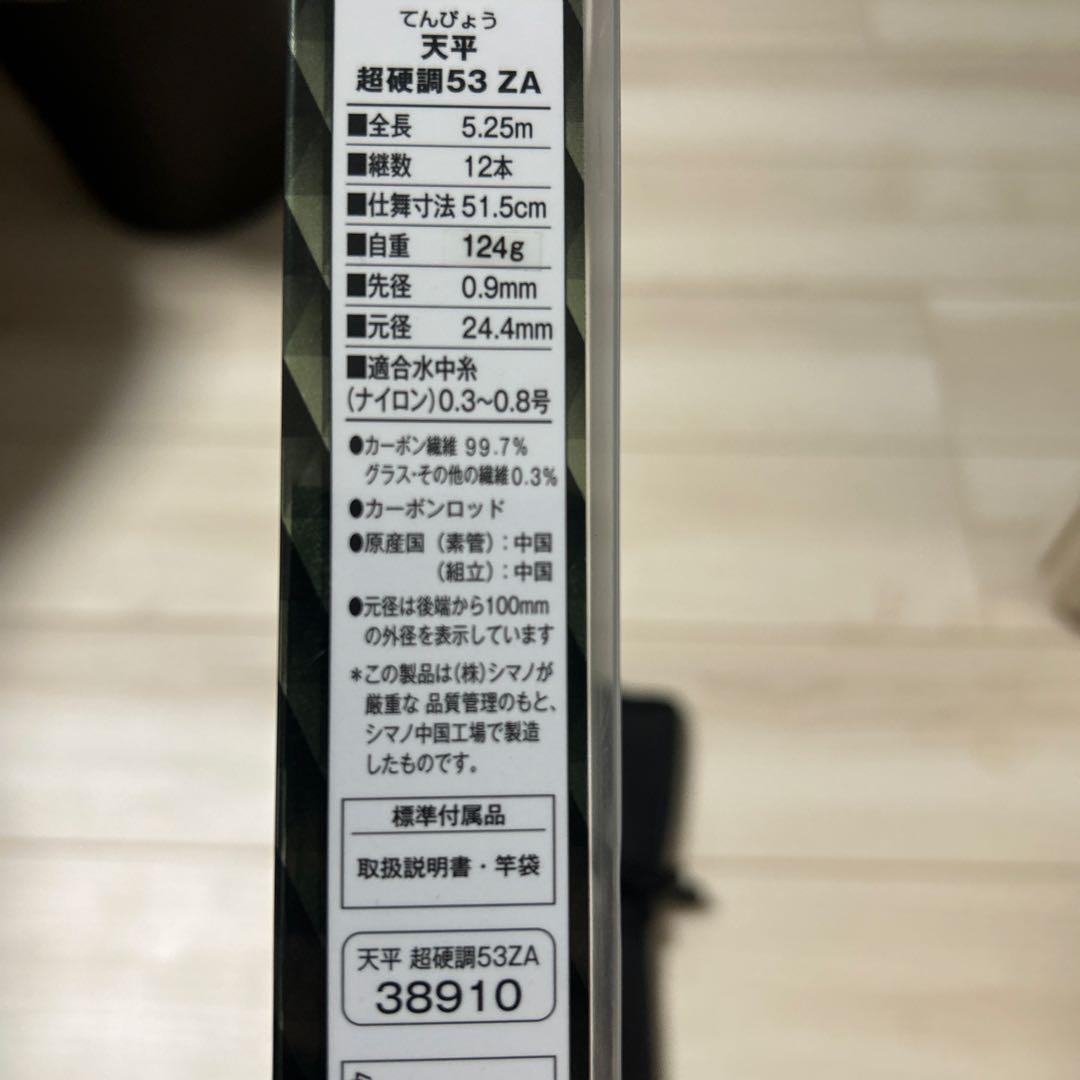 てんぴょう
天平
超硬調53 ZA
■全長 5.25m
■継数 12本
■仕舞寸法 51.5cm
■自重 124g
■先径 0.9mm
■元径 24.4mm
■適合水中糸
(ナイロン)0.3~0.8号
●カーボン繊維 99.7%
グラス・その他の繊維0.3%
●カーボンロッド
●原産国（素管）：中国
（組立）：中国
●元径は後端から100mm
の外径を表示しています
*この製品は(株)シマノが
厳重な 品質管理のもと、
シマノ中国工場で製造
したものです。
標準付属品
取扱説明書・竿袋
天平 超硬調53ZA
38910